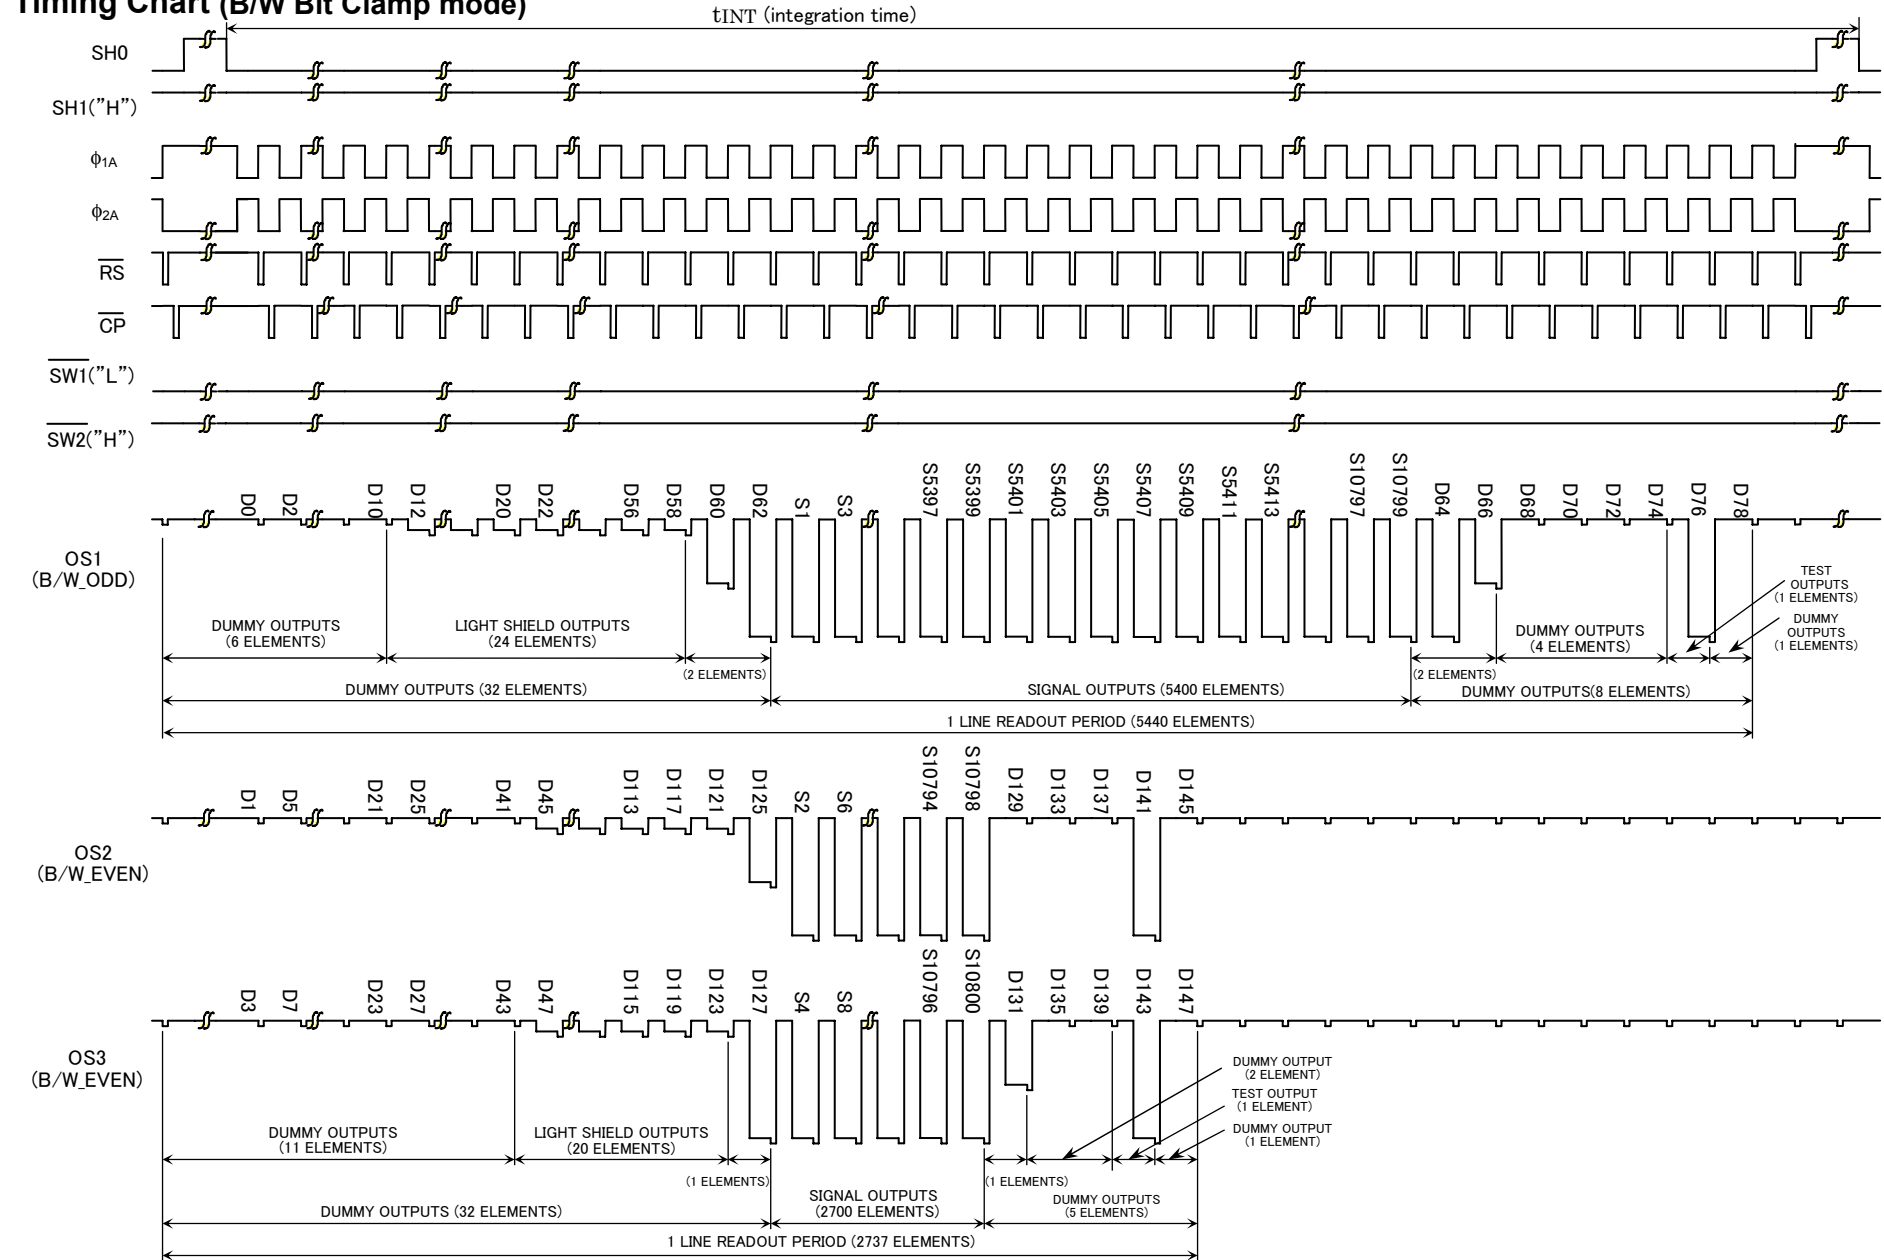 Timing Chart (B/W Bit Clamp mode)
tINT (integration time)
SH0
SH1("H")
ϕ1A
ϕ2A
RS
CP
SW1("L")
SW2("H")
D0 D2 D10 D12 D20 D22 D56 D58 D60 D62 S1 S3 S5397 S5399 S5401 S5403 S5405 S5407 S5409 S5411 S5413 S10797 S10799 D64 D66 D68 D70 D72 D74 D76 D78
OS1
(B/W_ODD)
TEST
OUTPUTS
(1 ELEMENTS)
DUMMY
OUTPUTS
(1 ELEMENTS)
DUMMY OUTPUTS
(6 ELEMENTS)
LIGHT SHIELD OUTPUTS
(24 ELEMENTS)
(2 ELEMENTS)
DUMMY OUTPUTS
(4 ELEMENTS)
(2 ELEMENTS)
DUMMY OUTPUTS (32 ELEMENTS)
SIGNAL OUTPUTS (5400 ELEMENTS)
DUMMY OUTPUTS(8 ELEMENTS)
1 LINE READOUT PERIOD (5440 ELEMENTS)
D1 D5 D21 D25 D41 D45 D113 D117 D121 D125 S2 S6 S10794 S10798 D129 D133 D137 D141 D145
OS2
(B/W_EVEN)
D3 D7 D23 D27 D43 D47 D115 D119 D123 D127 S4 S8 S10796 S10800 D131 D135 D139 D143 D147
OS3
(B/W_EVEN)
DUMMY OUTPUT
(2 ELEMENT)
TEST OUTPUT
(1 ELEMENT)
DUMMY OUTPUT
(1 ELEMENT)
DUMMY OUTPUTS
(11 ELEMENTS)
LIGHT SHIELD OUTPUTS
(20 ELEMENTS)
(1 ELEMENTS)
(1 ELEMENTS)
DUMMY OUTPUTS (32 ELEMENTS)
SIGNAL OUTPUTS
(2700 ELEMENTS)
DUMMY OUTPUTS
(5 ELEMENTS)
1 LINE READOUT PERIOD (2737 ELEMENTS)